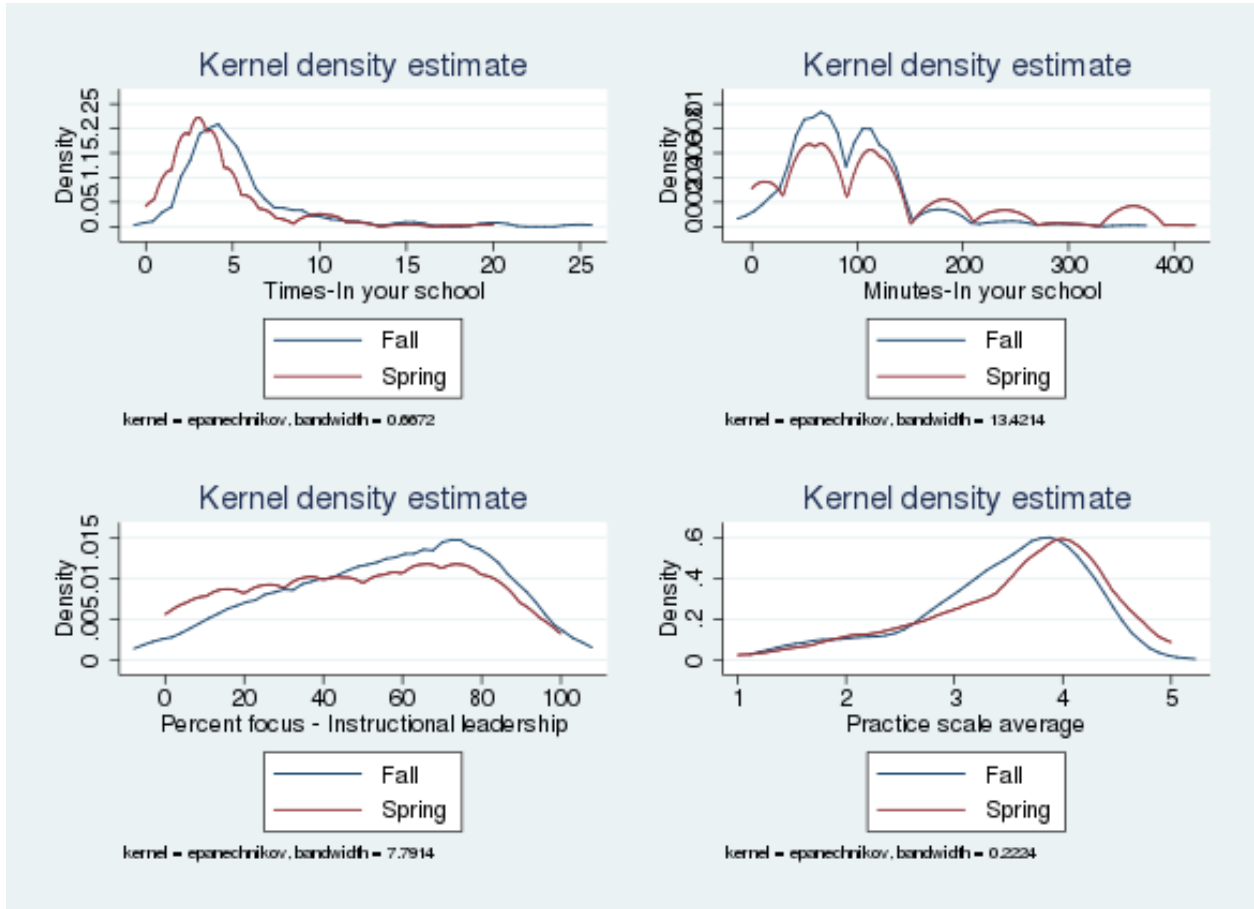 Kernel density estimate
Density
0 .05 .1 .15 .2 .25
0 5 10 15 20 25
Times-In your school
Fall
Spring
kernel = epanechnikov, bandwidth = 0.6672
Kernel density estimate
Density
0 100 200 300 400
Minutes-In your school
Fall
Spring
kernel = epanechnikov, bandwidth = 13.4214
Kernel density estimate
Density
0 .005 .01 .015
0 20 40 60 80 100
Percent focus - Instructional leadership
Fall
Spring
kernel = epanechnikov, bandwidth = 7.7914
Kernel density estimate
Density
0 .2 .4 .6
1 2 3 4 5
Practice scale average
Fall
Spring
kernel = epanechnikov, bandwidth = 0.2224